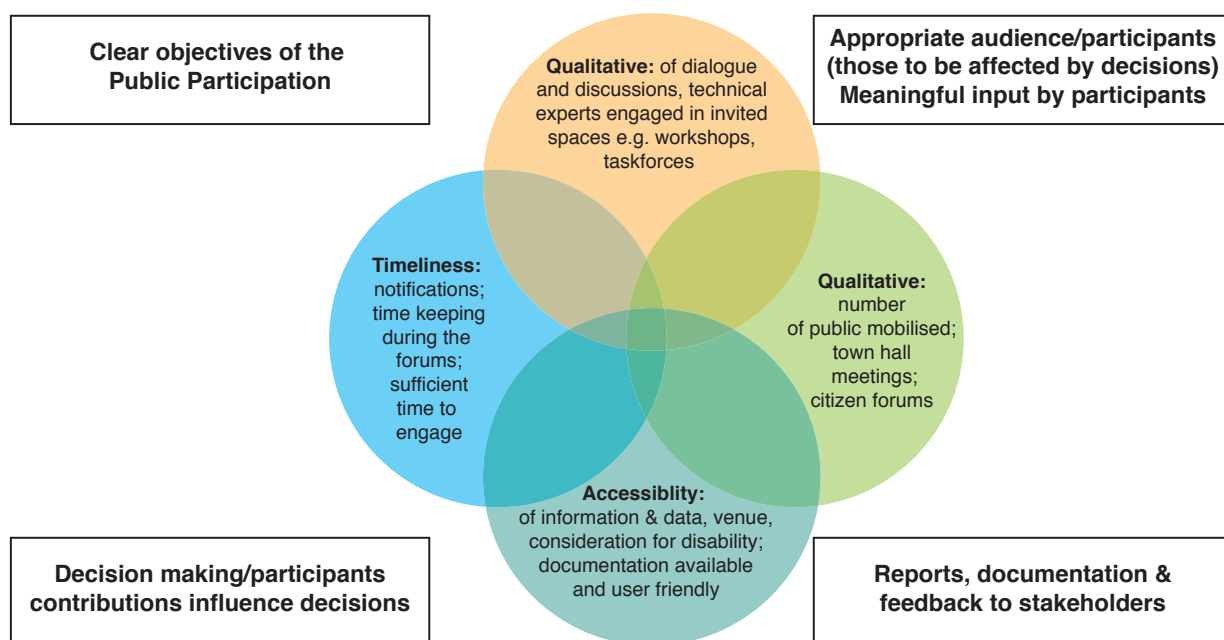 Clear objectives of the
Public Participation
Appropriate audience/participants
(those to be affected by decisions)
Meaningful input by participants
Qualitative: of dialogue
and discussions, technical
experts engaged in invited
spaces e.g. workshops,
taskforces
Timeliness:
notifications;
time keeping
during the
forums;
sufficient
time to
engage
Qualitative:
number
of public mobilised;
town hall
meetings;
citizen forums
Accessiblity:
of information & data, venue,
consideration for disability;
documentation available
and user friendly
Decision making/participants
contributions influence decisions
Reports, documentation &
feedback to stakeholders